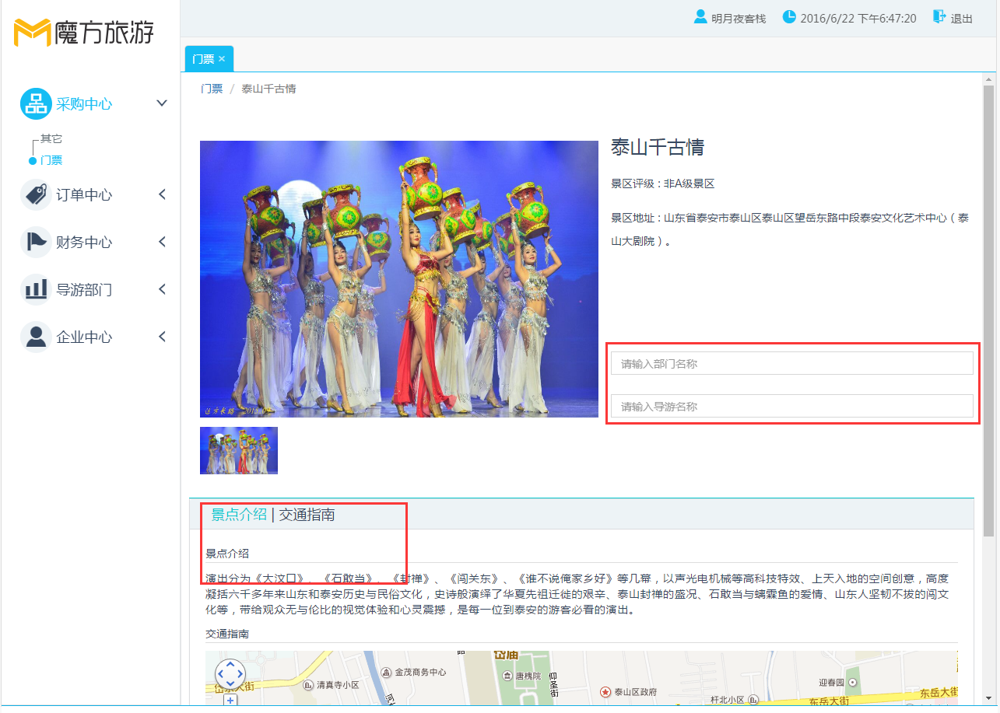 魔方旅游
明月夜客栈 2016/6/22 下午6:47:20 退出
门票 ×
采购中心
其它
门票
订单中心
财务中心
导游部门
企业中心
门票 / 泰山千古情
泰山千古情
景区评级：非A级景区
景区地址：山东省泰安市泰山区泰山区望岳东路中段泰安文化艺术中心（泰
山大剧院）。
请输入部门名称
请输入导游名称
景点介绍 | 交通指南
景点介绍
演出分为《大汶口》、《石敢当》、《封禅》、《闯关东》、《谁不说俺家乡好》等几幕，以声光电机械等高科技特效、上天入地的空间创意，高度
凝括六千多年来山东和泰安历史与民俗文化，史诗般演绎了华夏先祖迁徙的艰辛、泰山封禅的盛况、石敢当与螭霖鱼的爱情、山东人坚韧不拔的闯关文
化等，带给观众无与伦比的视觉体验和心灵震撼，是每一位到泰安的游客必看的演出。
交通指南
路
岱庙
金茂商务中心
唐槐院
仰圣街
清真寺小区
泰山区政府
迎春园
杆北小区
东岳大街
东岳大街